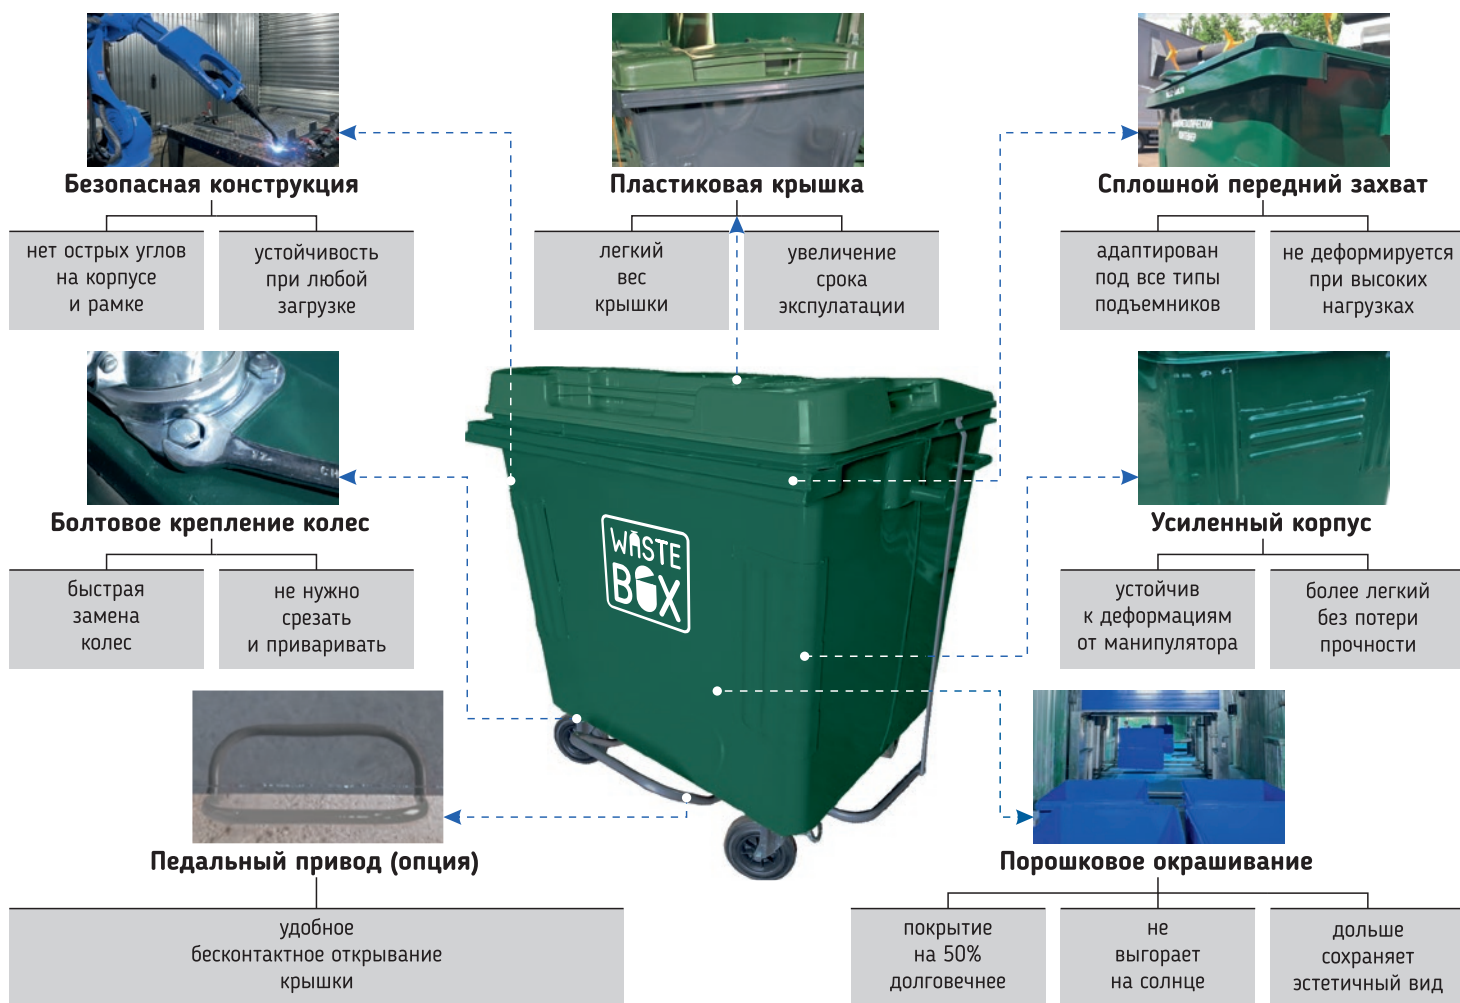 Безопасная конструкция
нет острых углов
на корпусе
и рамке
устойчивость
при любой
загрузке
Пластиковая крышка
легкий
вес
крышки
увеличение
срока
экспулатации
Сплошной передний захват
адаптирован
под все типы
подъемников
не деформируется
при высоких
нагрузках
Болтовое крепление колес
быстрая
замена
колес
не нужно
срезать
и приваривать
WASTE
BOX
Усиленный корпус
устойчив
к деформациям
от манипулятора
более легкий
без потери
прочности
Педальный привод (опция)
удобное
бесконтактное открывание
крышки
Порошковое окрашивание
покрытие
на 50%
долговечнее
не
выгорает
на солнце
дольше
сохраняет
эстетичный вид